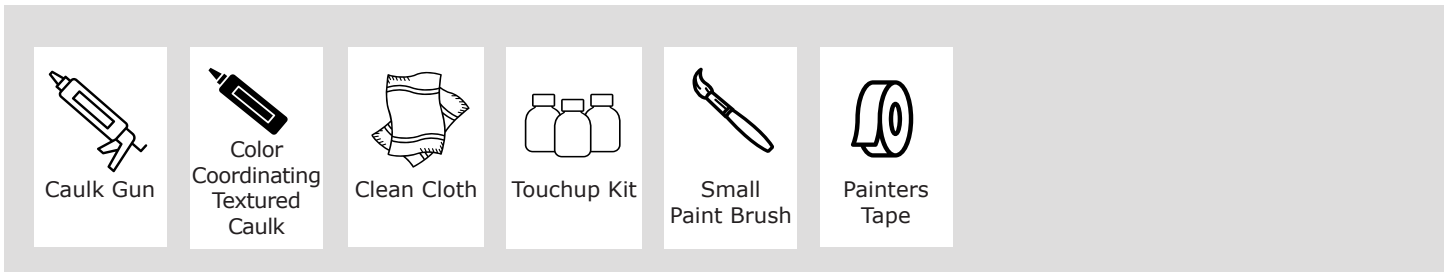 Caulk Gun
Color
Coordinating
Textured
Caulk
Clean Cloth
Touchup Kit
Small
Paint Brush
Painters
Tape